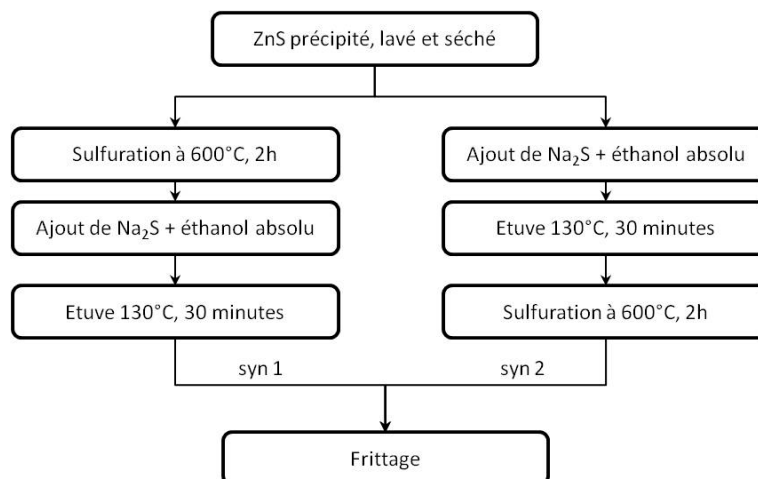 ZnS précipité, lavé et séché
Sulfuration à 600°C, 2h
Ajout de Na₂S + éthanol absolu
Etuve 130°C, 30 minutes
syn 1
Ajout de Na₂S + éthanol absolu
Etuve 130°C, 30 minutes
Sulfuration à 600°C, 2h
syn 2
Frittage